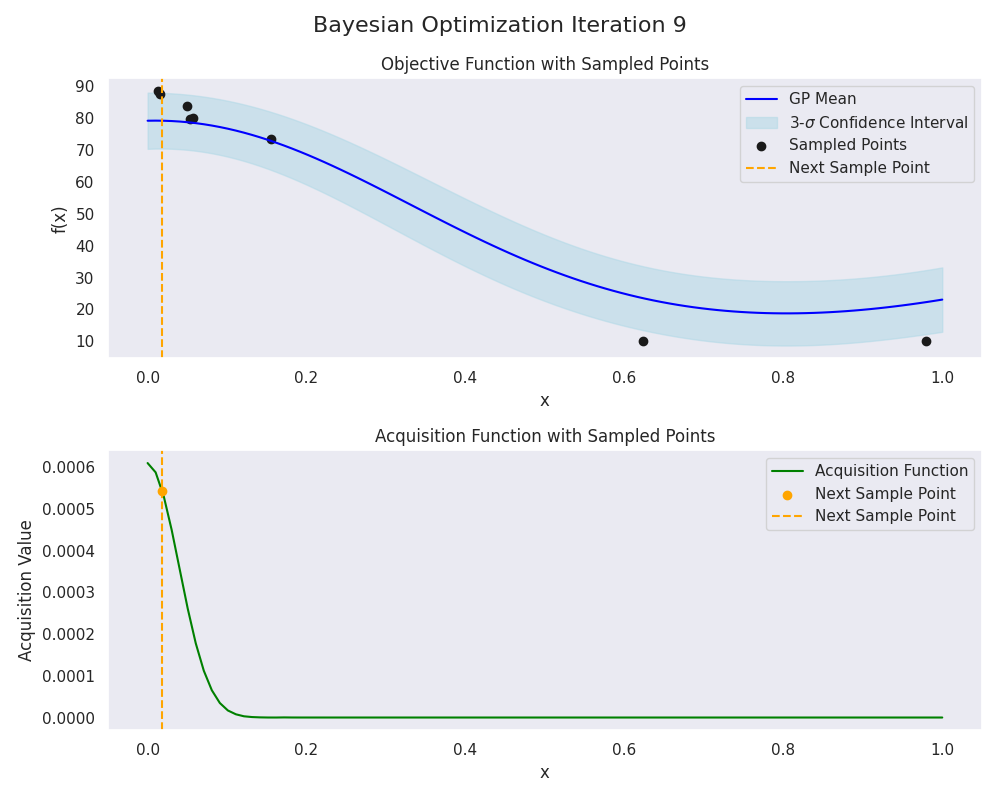 Bayesian Optimization Iteration 9
Objective Function with Sampled Points
90
80
70
60
50
40
30
20
10
f(x)
GP Mean
3-σ Confidence Interval
Sampled Points
Next Sample Point
0.0 0.2 0.4 0.6 0.8 1.0
x
Acquisition Function with Sampled Points
0.0006
0.0005
0.0004
0.0003
0.0002
0.0001
0.0000
Acquisition Value
Acquisition Function
Next Sample Point
Next Sample Point
0.0 0.2 0.4 0.6 0.8 1.0
x